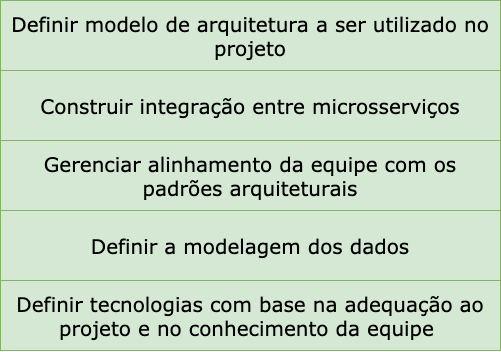 Definir modelo de arquitetura a ser utilizado no
projeto
Construir integração entre microsserviços
Gerenciar alinhamento da equipe com os
padrões arquiteturais
Definir a modelagem dos dados
Definir tecnologias com base na adequação ao
projeto e no conhecimento da equipe